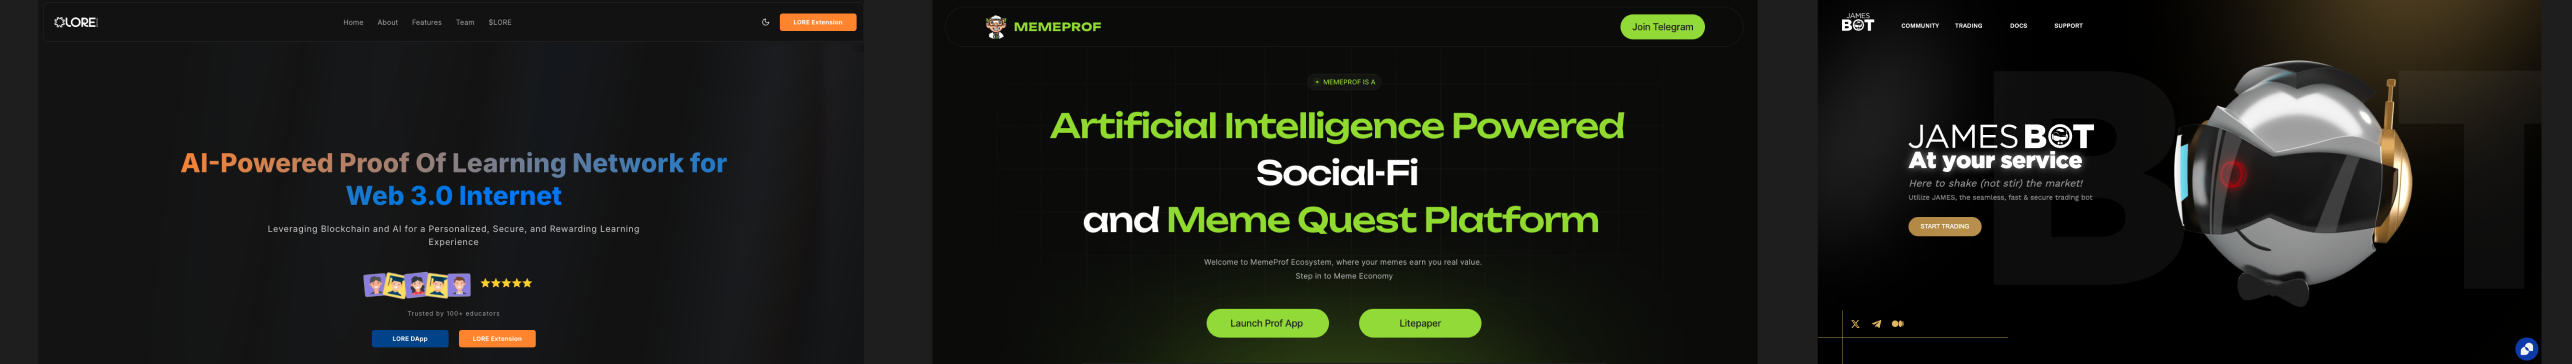 LORE
Home About Features Team $LORE
LORE Extension
AI-Powered Proof Of Learning Network for
Web 3.0 Internet
Leveraging Blockchain and AI for a Personalized, Secure, and Rewarding Learning
Experience
Trusted by 100+ educators
LORE DApp LORE Extension
MEMEPROF
Join Telegram
MEMEPROF IS A
Artificial Intelligence Powered
Social-Fi
and Meme Quest Platform
Welcome to MemeProf Ecosystem, where your memes earn you real value.
Step in to Meme Economy
Launch Prof App Litepaper
JAMES
BOT
COMMUNITY TRADING DOCS SUPPORT
JAMES BOT
At your service
Here to shake (not stir) the market!
Utilize JAMES, the seamless, fast & secure trading bot
START TRADING